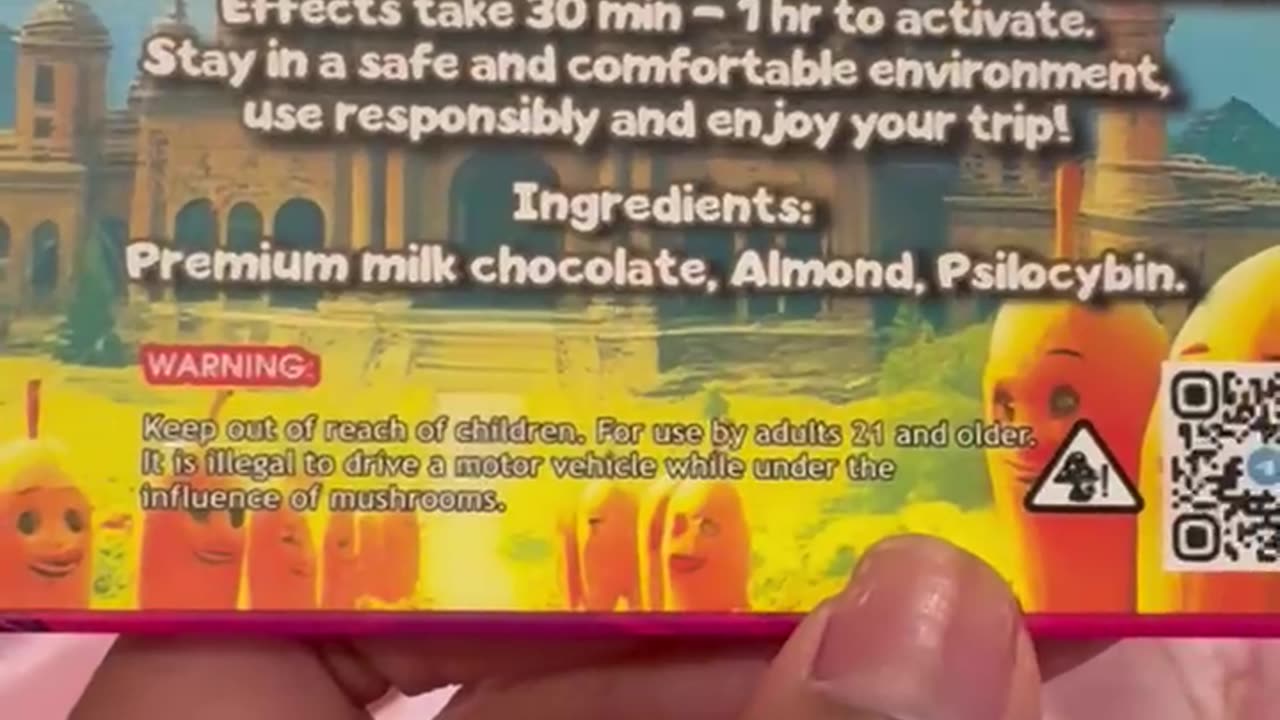 Effects take 30 min – 1 hr to activate.
Stay in a safe and comfortable environment,
use responsibly and enjoy your trip!
Ingredients:
Premium milk chocolate, Almond, Psilocybin.
WARNING:
Keep out of reach of children. For use by adults 21 and older.
It is illegal to drive a motor vehicle while under the
influence of mushrooms.
!